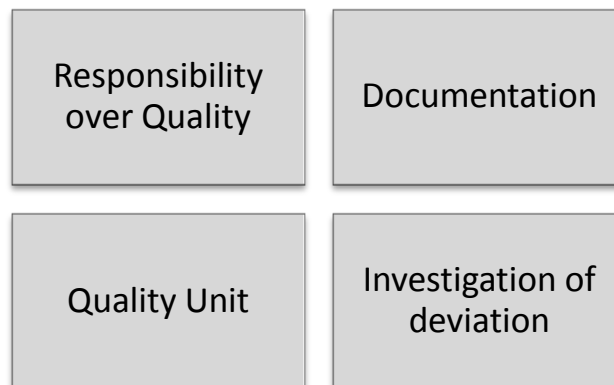 Responsibility
over Quality
Documentation
Quality Unit
Investigation of
deviation